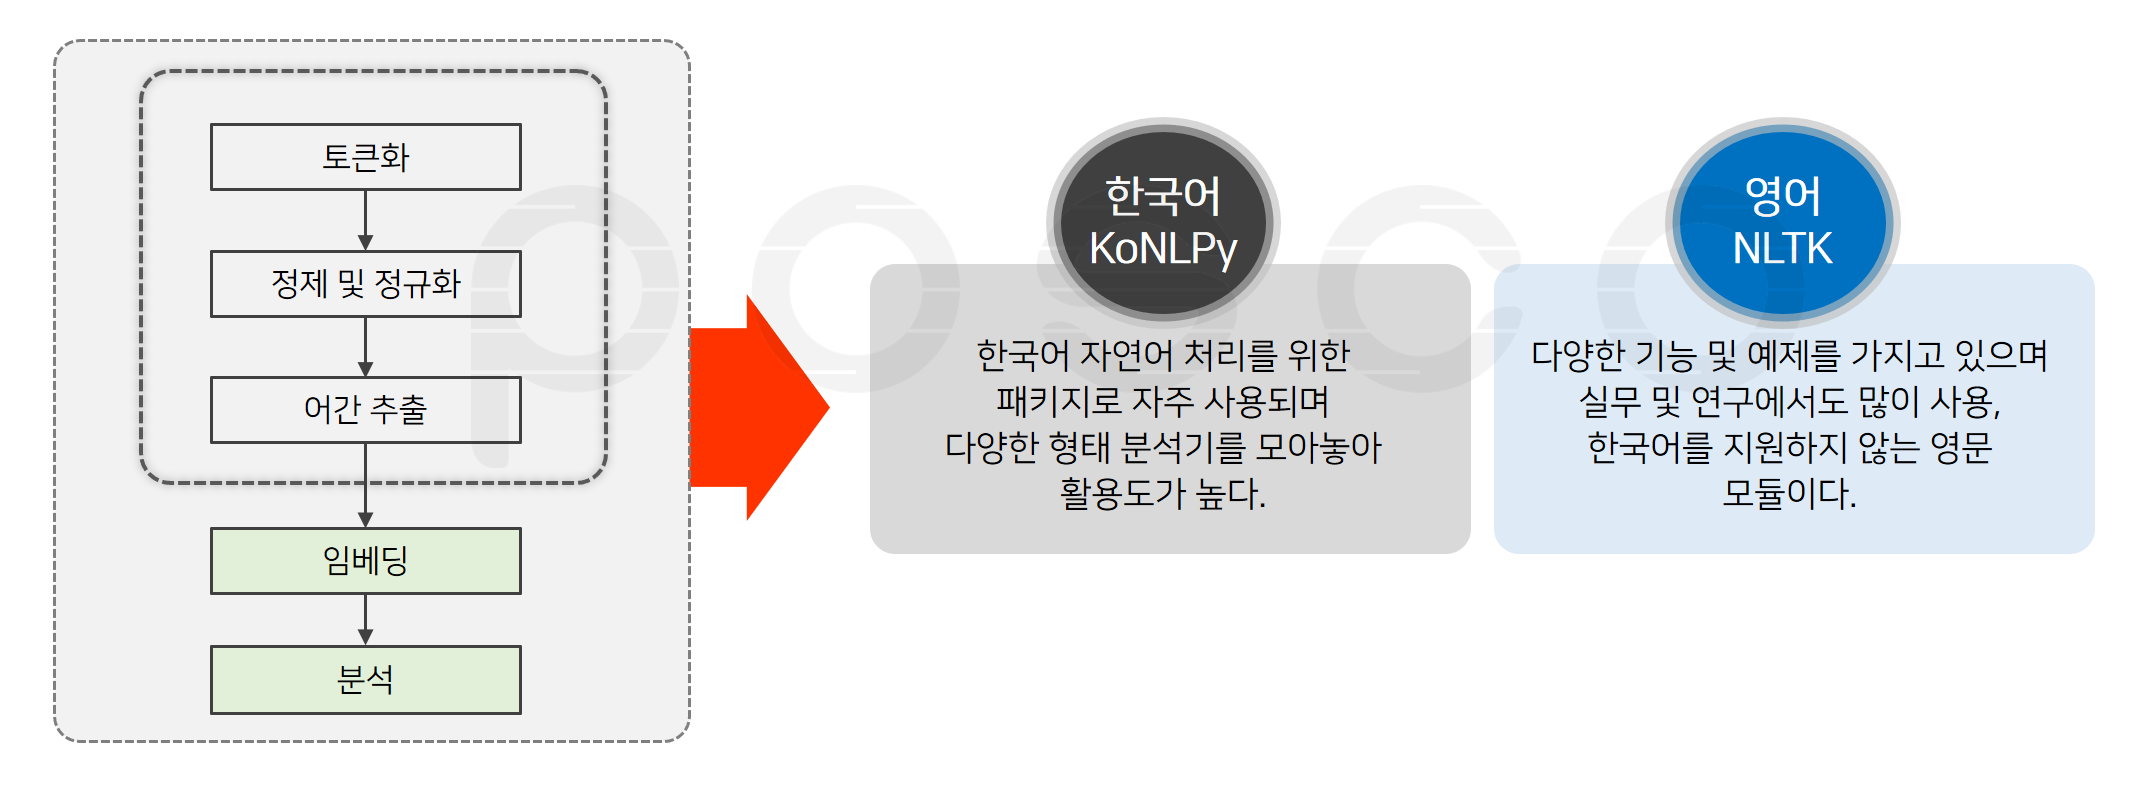 토큰화
정제 및 정규화
어간 추출
임베딩
분석
한국어
KoNLPy
한국어 자연어 처리를 위한
패키지로 자주 사용되며
다양한 형태 분석기를 모아놓아
활용도가 높다.
영어
NLTK
다양한 기능 및 예제를 가지고 있으며
실무 및 연구에서도 많이 사용,
한국어를 지원하지 않는 영문
모듈이다.
posco